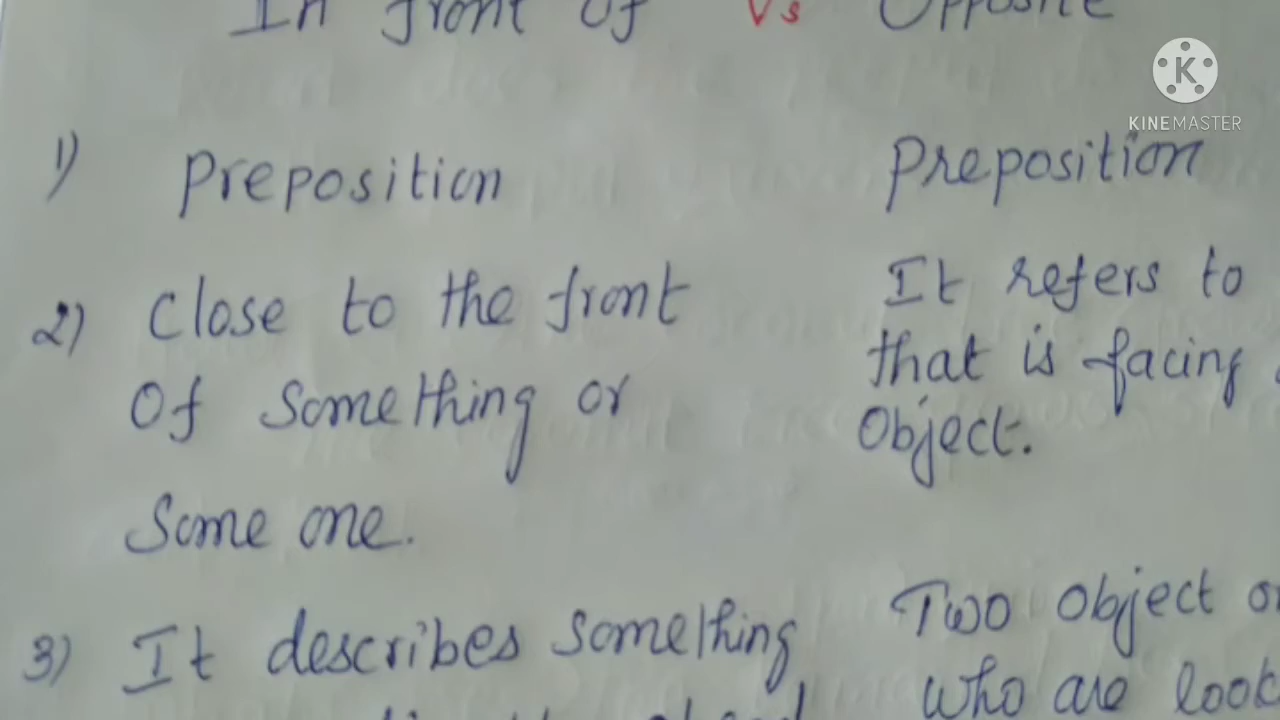 In front Of Vs Opposite
KINEMASTER
1) Preposition Preposition
2) Close to the front It refers to
Of Something or that is facing
Some one. Object.
3) It describes Something Two object or
who are look